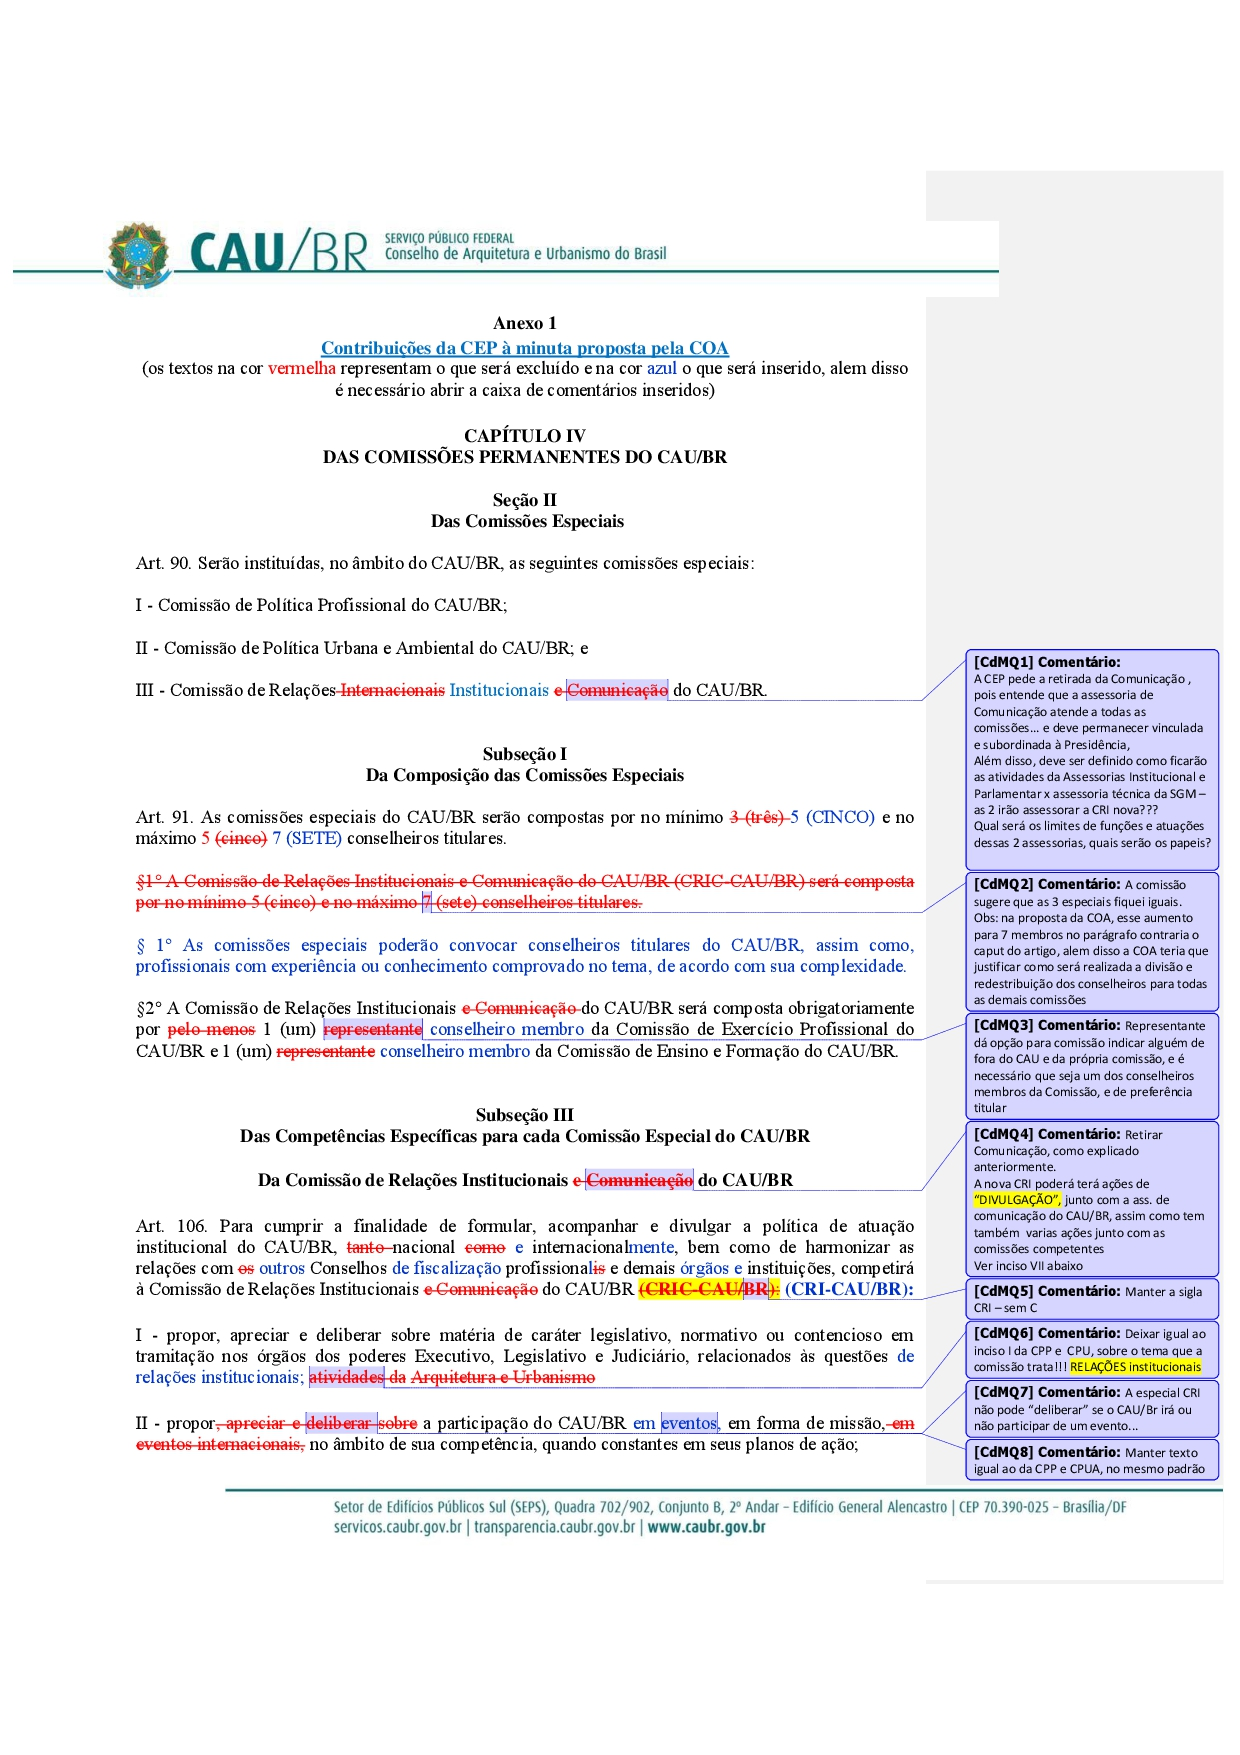 CAU/BR
SERVIÇO PÚBLICO FEDERAL
Conselho de Arquitetura e Urbanismo do Brasil
Anexo 1
Contribuições da CEP à minuta proposta pela COA
(os textos na cor vermelha representam o que será excluído e na cor azul o que será inserido, alem disso
é necessário abrir a caixa de comentários inseridos)
CAPÍTULO IV
DAS COMISSÕES PERMANENTES DO CAU/BR
Seção II
Das Comissões Especiais
Art. 90. Serão instituídas, no âmbito do CAU/BR, as seguintes comissões especiais:
I - Comissão de Política Profissional do CAU/BR;
II - Comissão de Política Urbana e Ambiental do CAU/BR; e
III - Comissão de Relações Internacionais Institucionais e Comunicação do CAU/BR.
Subseção I
Da Composição das Comissões Especiais
Art. 91. As comissões especiais do CAU/BR serão compostas por no mínimo 3 (três) 5 (CINCO) e no
máximo 5 (cinco) 7 (SETE) conselheiros titulares.
§1° A Comissão de Relações Institucionais e Comunicação do CAU/BR (CRIC-CAU/BR) será composta
por no mínimo 5 (cinco) e no máximo 7 (sete) conselheiros titulares.
§ 1° As comissões especiais poderão convocar conselheiros titulares do CAU/BR, assim como,
profissionais com experiência ou conhecimento comprovado no tema, de acordo com sua complexidade.
§2° A Comissão de Relações Institucionais e Comunicação do CAU/BR será composta obrigatoriamente
por pelo menos 1 (um) representante conselheiro membro da Comissão de Exercício Profissional do
CAU/BR e 1 (um) representante conselheiro membro da Comissão de Ensino e Formação do CAU/BR.
Subseção III
Das Competências Específicas para cada Comissão Especial do CAU/BR
Da Comissão de Relações Institucionais e Comunicação do CAU/BR
Art. 106. Para cumprir a finalidade de formular, acompanhar e divulgar a política de atuação
institucional do CAU/BR, tanto nacional como e internacionalmente, bem como de harmonizar as
relações com os outros Conselhos de fiscalização profissionalis e demais órgãos e instituições, competirá
à Comissão de Relações Institucionais e Comunicação do CAU/BR (CRIC-CAU/BR): (CRI-CAU/BR):
I - propor, apreciar e deliberar sobre matéria de caráter legislativo, normativo ou contencioso em
tramitação nos órgãos dos poderes Executivo, Legislativo e Judiciário, relacionados às questões de
relações institucionais; atividades da Arquitetura e Urbanismo
II - propor, apreciar e deliberar sobre a participação do CAU/BR em eventos, em forma de missão, em
eventos internacionais, no âmbito de sua competência, quando constantes em seus planos de ação;
[CdMQ1] Comentário:
A CEP pede a retirada da Comunicação ,
pois entende que a assessoria de
Comunicação atende a todas as
comissões... e deve permanecer vinculada
e subordinada à Presidência,
Além disso, deve ser definido como ficarão
as atividades da Assessorias Institucional e
Parlamentar x assessoria técnica da SGM –
as 2 irão assessorar a CRI nova???
Qual será os limites de funções e atuações
dessas 2 assessorias, quais serão os papeis?
[CdMQ2] Comentário: A comissão
sugere que as 3 especiais fiquei iguais.
Obs: na proposta da COA, esse aumento
para 7 membros no parágrafo contraria o
caput do artigo, alem disso a COA teria que
justificar como será realizada a divisão e
redestribuição dos conselheiros para todas
as demais comissões
[CdMQ3] Comentário: Representante
dá opção para comissão indicar alguém de
fora do CAU e da própria comissão, e é
necessário que seja um dos conselheiros
membros da Comissão, e de preferência
titular
[CdMQ4] Comentário: Retirar
Comunicação, como explicado
anteriormente.
A nova CRI poderá terá ações de
“DIVULGAÇÃO”, junto com a ass. de
comunicação do CAU/BR, assim como tem
também varias ações junto com as
comissões competentes
Ver inciso VII abaixo
[CdMQ5] Comentário: Manter a sigla
CRI – sem C
[CdMQ6] Comentário: Deixar igual ao
inciso I da CPP e CPU, sobre o tema que a
comissão trata!!! RELAÇÕES institucionais
[CdMQ7] Comentário: A especial CRI
não pode “deliberar” se o CAU/Br irá ou
não participar de um evento...
[CdMQ8] Comentário: Manter texto
igual ao da CPP e CPUA, no mesmo padrão
Setor de Edifícios Públicos Sul (SEPS), Quadra 702/902, Conjunto B, 2º Andar – Edifício General Alencastro | CEP 70.390-025 – Brasília/DF
servicos.caubr.gov.br | transparencia.caubr.gov.br | www.caubr.gov.br